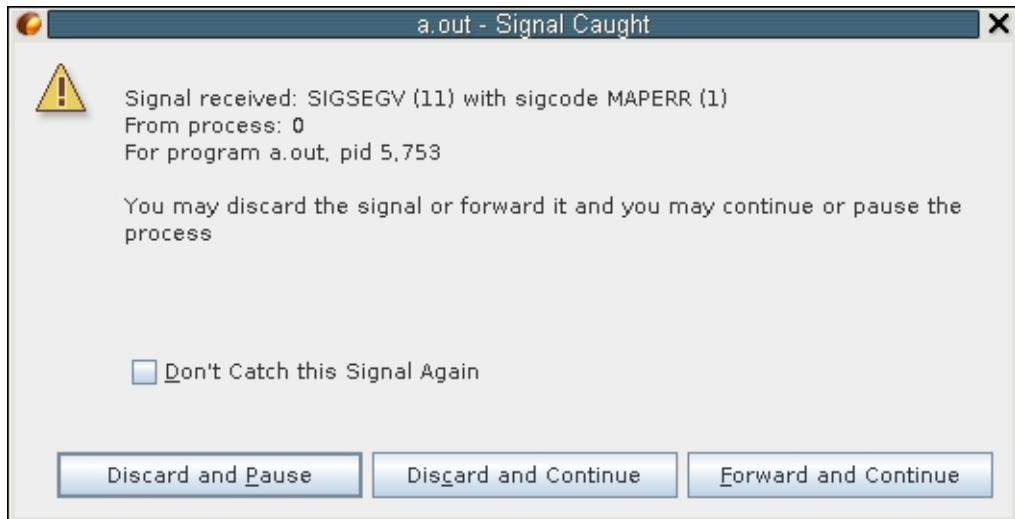 a.out - Signal Caught
Signal received: SIGSEGV (11) with sigcode MAPERR (1)
From process: 0
For program a.out, pid 5,753
You may discard the signal or forward it and you may continue or pause the
process
Don't Catch this Signal Again
Discard and Pause Discard and Continue Forward and Continue